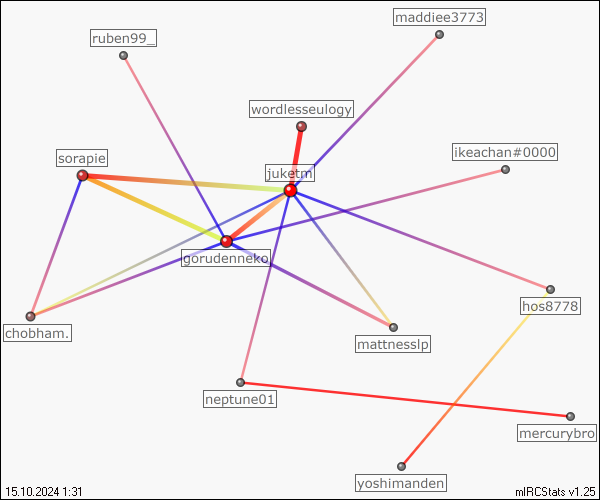 maddiee3773
ruben99_
wordlesseulogy
ikeachan#0000
sorapie
juketm
gorudenneko
hos8778
chobham.
mattnesslp
neptune01
mercurybro
yoshimanden
15.10.2024 1:31
mIRCStats v1.25